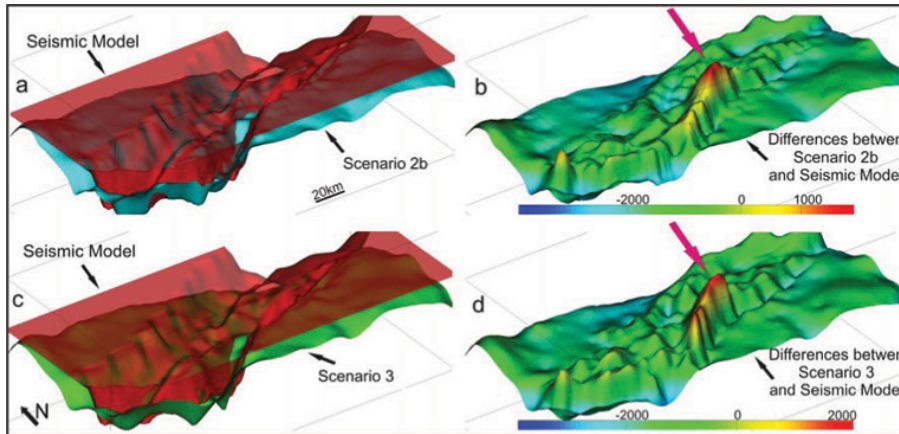 Seismic Model
a
Scenario 2b
20km
b
Differences between
Scenario 2b
and Seismic Model
-2000 0 1000
Seismic Model
c
Scenario 3
N
d
Differences between
Scenario 3
and Seismic Model
-2000 0 2000